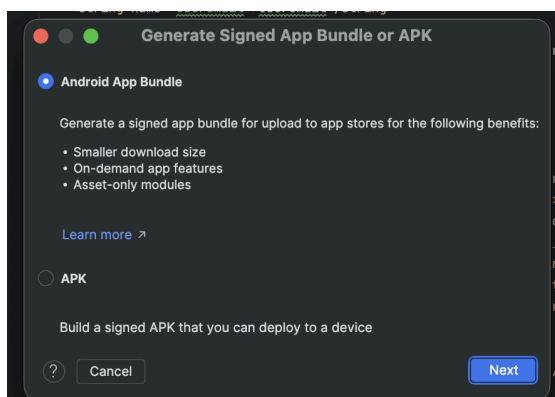 Generate Signed App Bundle or APK
Android App Bundle
Generate a signed app bundle for upload to app stores for the following benefits:
• Smaller download size
• On-demand app features
• Asset-only modules
Learn more ↗
APK
Build a signed APK that you can deploy to a device
? Cancel Next